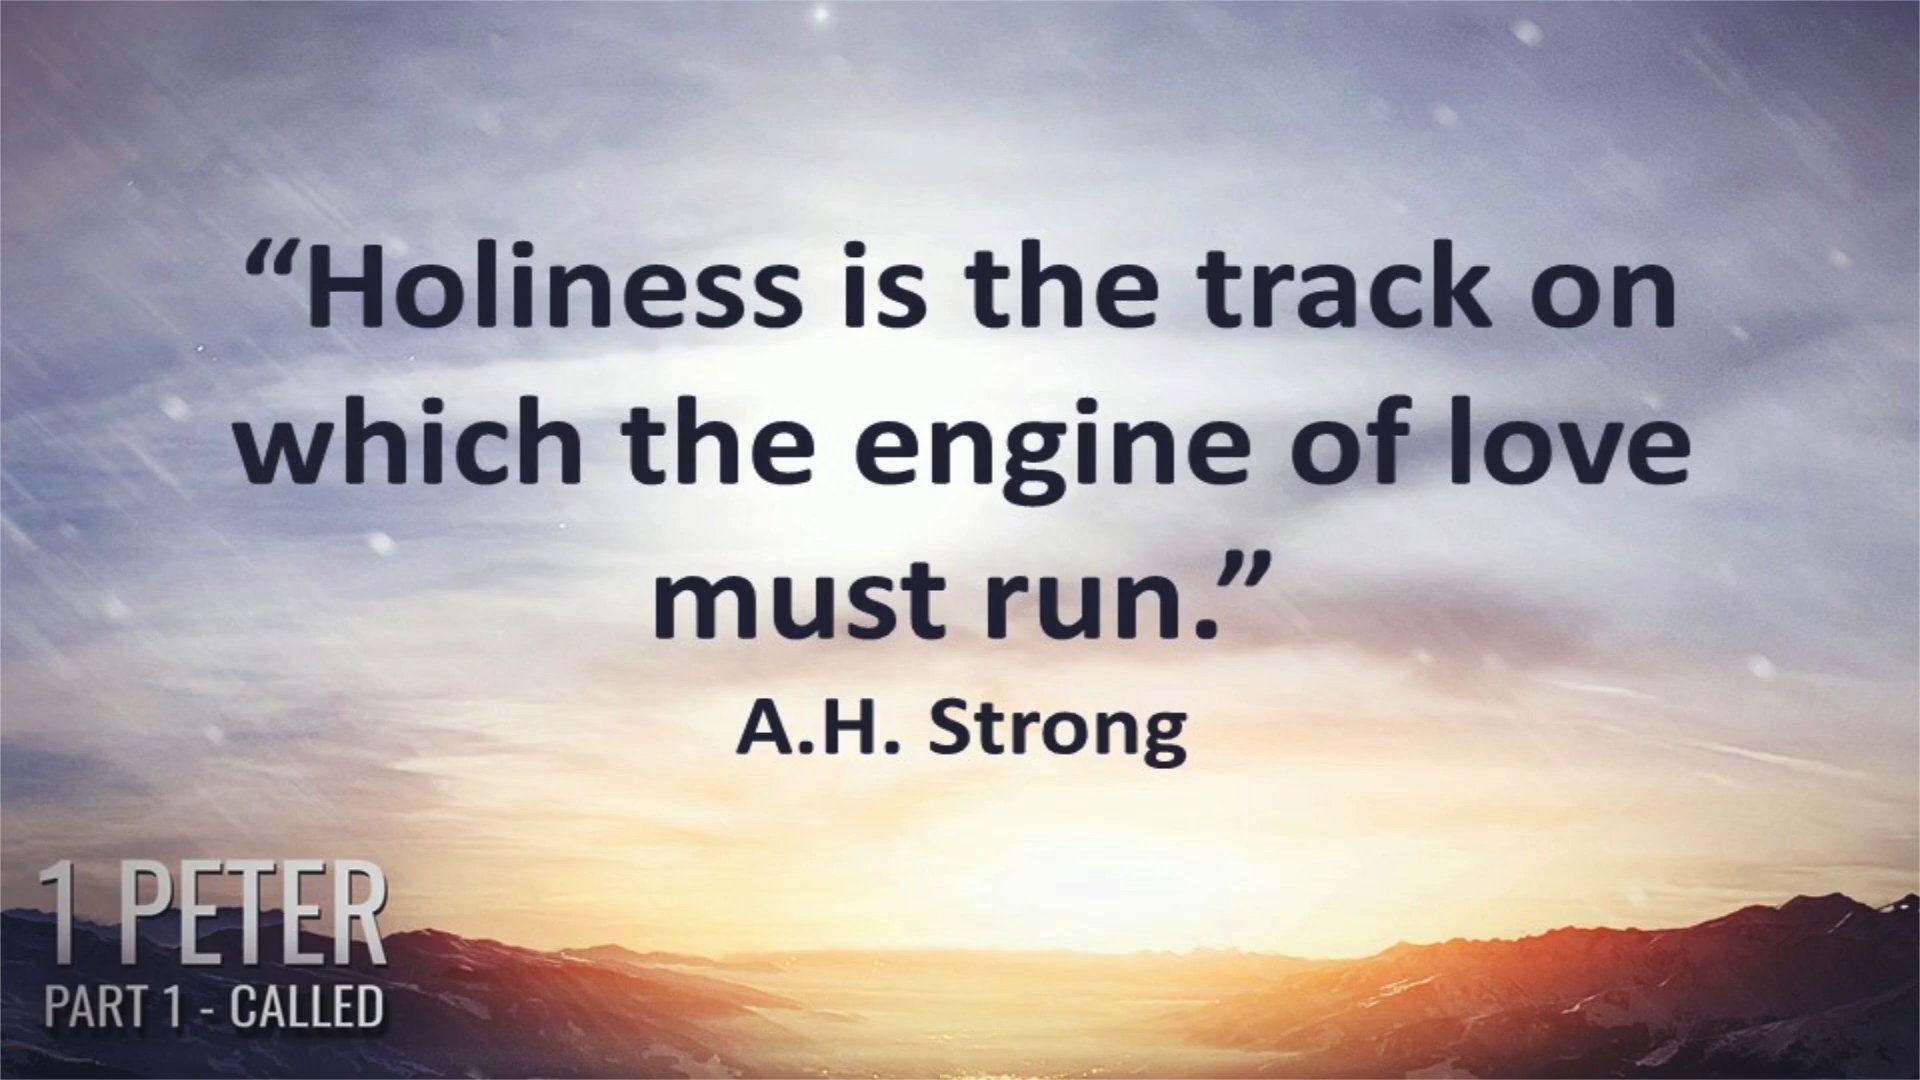 “Holiness is the track on
which the engine of love
must run.”
A.H. Strong
1 PETER
PART 1 - CALLED